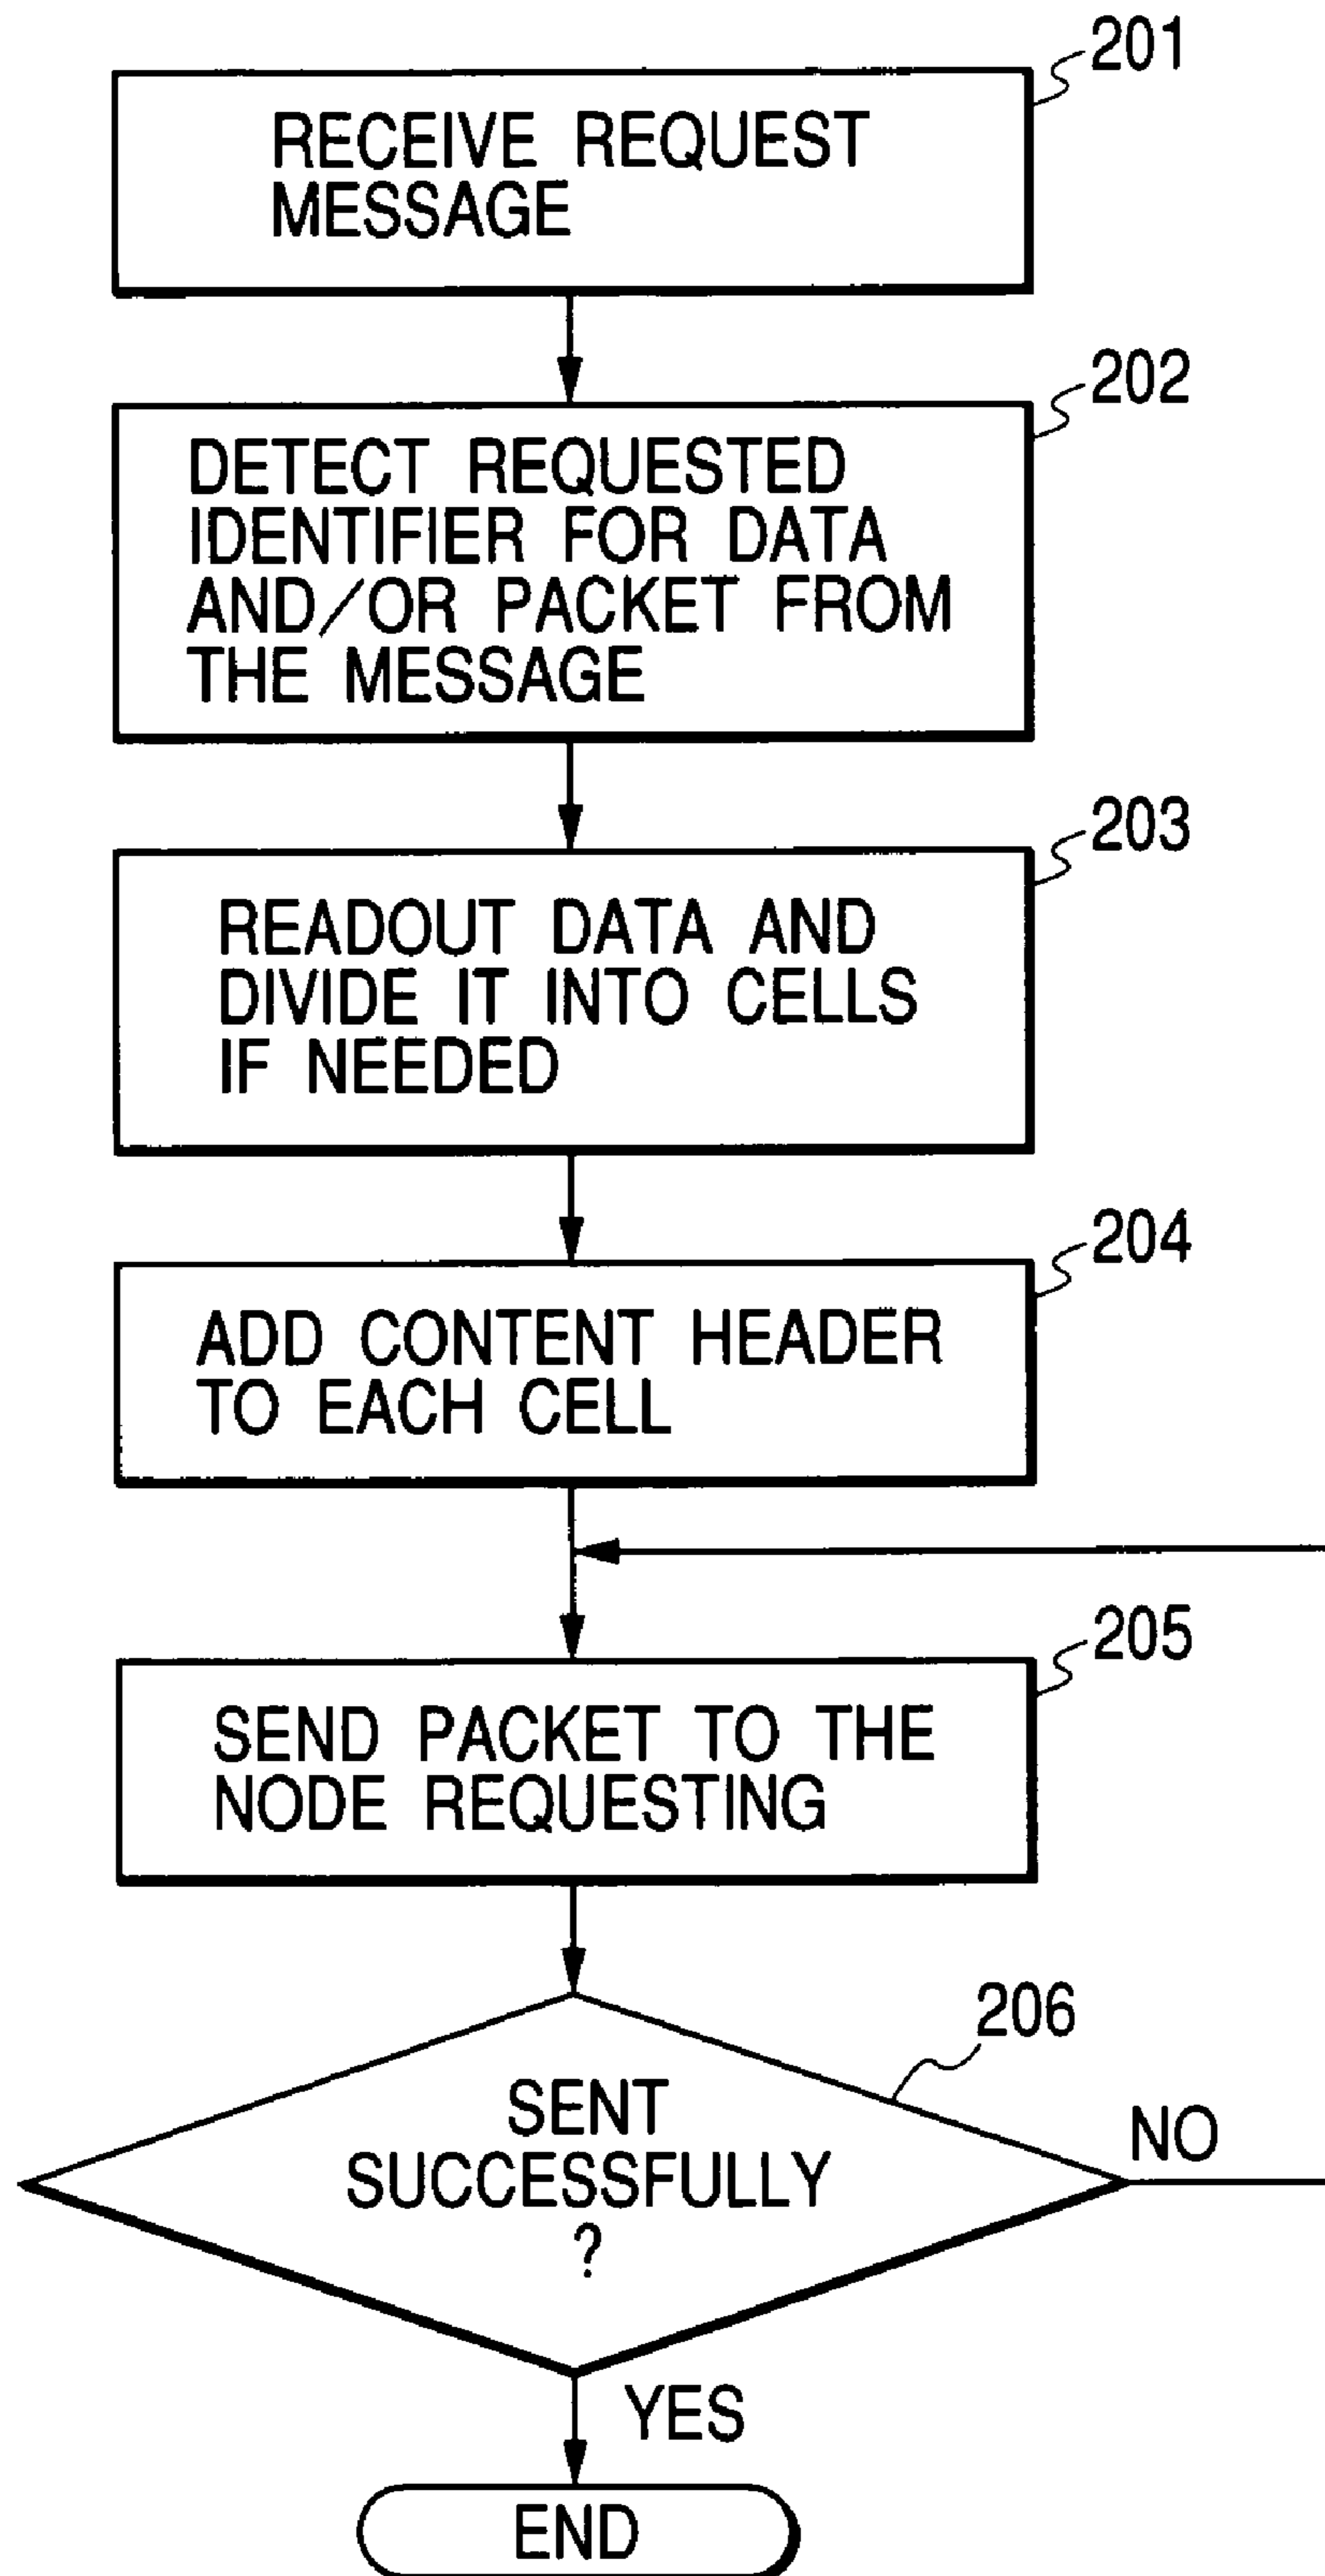 201
RECEIVE REQUEST
MESSAGE
202
DETECT REQUESTED
IDENTIFIER FOR DATA
AND/OR PACKET FROM
THE MESSAGE
203
READOUT DATA AND
DIVIDE IT INTO CELLS
IF NEEDED
204
ADD CONTENT HEADER
TO EACH CELL
205
SEND PACKET TO THE
NODE REQUESTING
206
SENT
SUCCESSFULLY
?
NO
YES
END